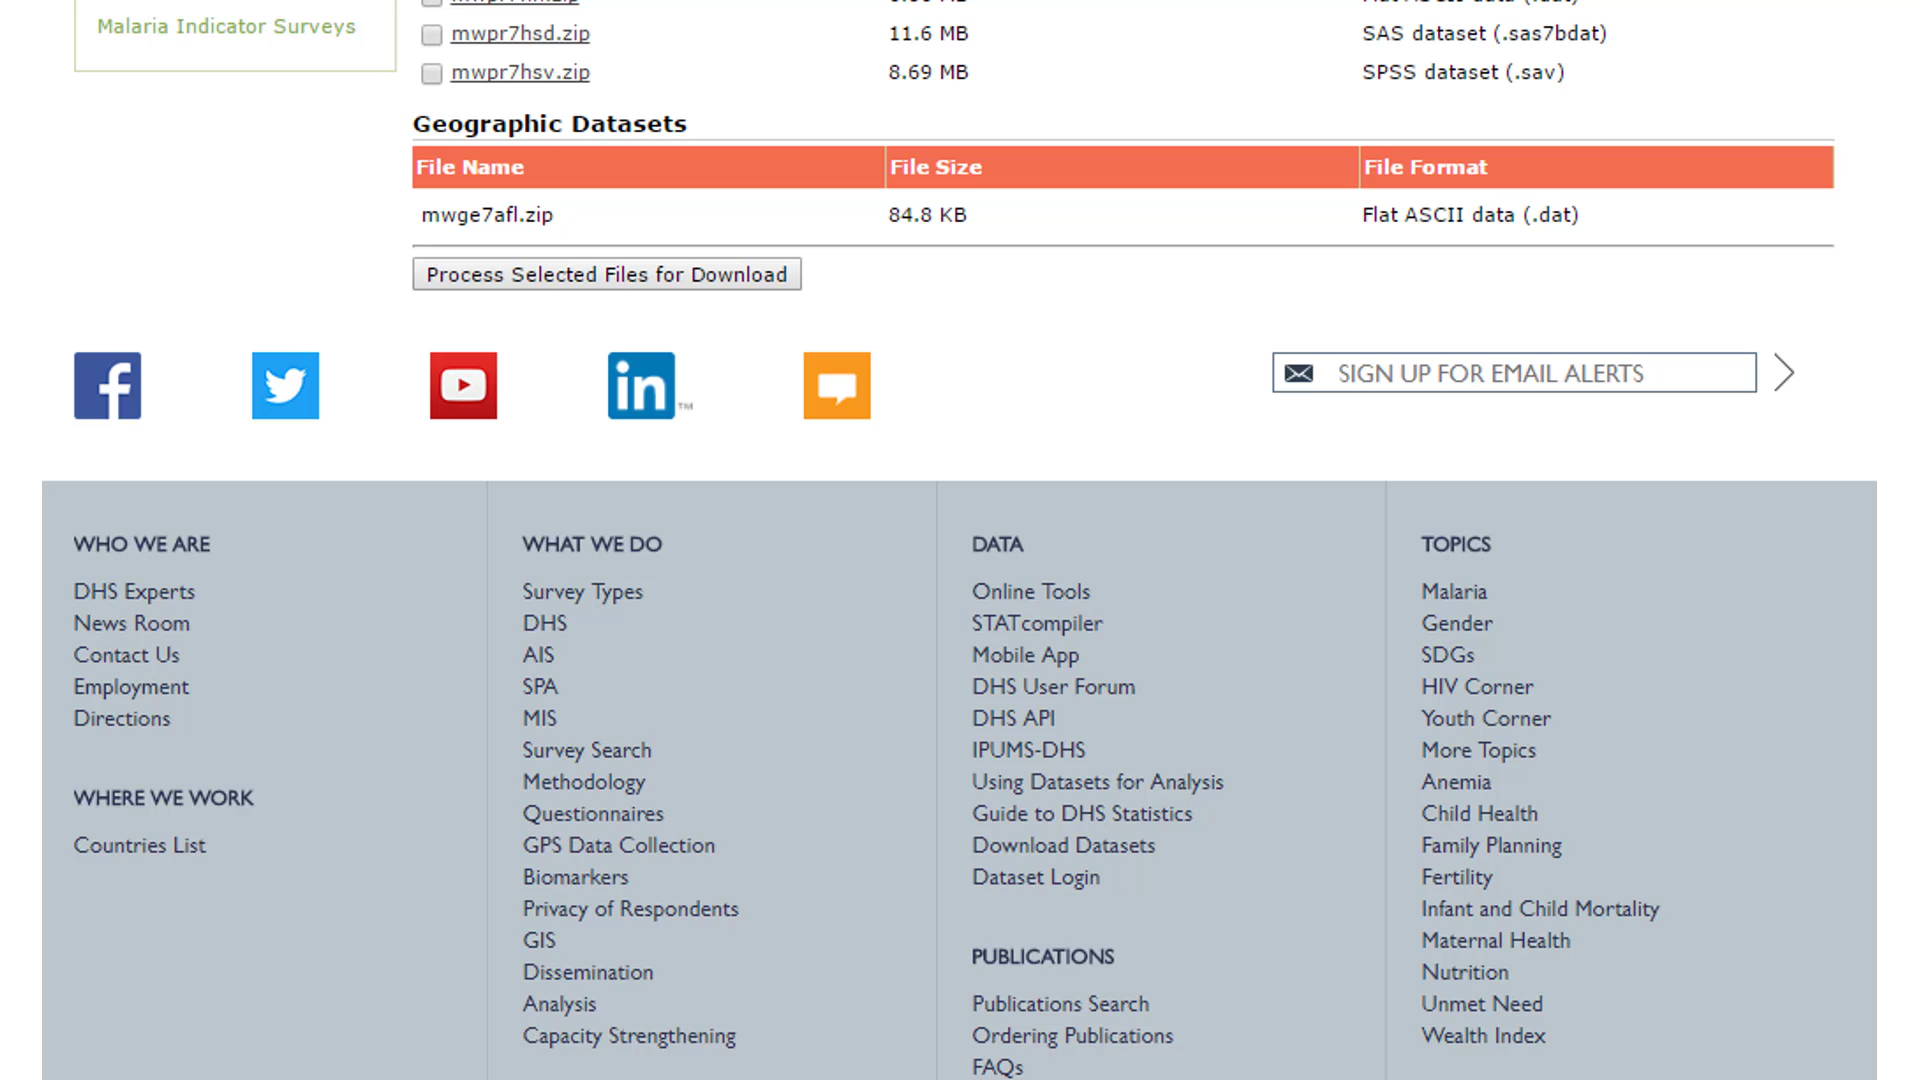 Malaria Indicator Surveys
mwpr7hsd.zip 11.6 MB SAS dataset (.sas7bdat)
mwpr7hsv.zip 8.69 MB SPSS dataset (.sav)
Geographic Datasets
File Name File Size File Format
mwge7afl.zip 84.8 KB Flat ASCII data (.dat)
Process Selected Files for Download
in TM
SIGN UP FOR EMAIL ALERTS
WHO WE ARE
DHS Experts
News Room
Contact Us
Employment
Directions
WHERE WE WORK
Countries List
WHAT WE DO
Survey Types
DHS
AIS
SPA
MIS
Survey Search
Methodology
Questionnaires
GPS Data Collection
Biomarkers
Privacy of Respondents
GIS
Dissemination
Analysis
Capacity Strengthening
DATA
Online Tools
STATcompiler
Mobile App
DHS User Forum
DHS API
IPUMS-DHS
Using Datasets for Analysis
Guide to DHS Statistics
Download Datasets
Dataset Login
PUBLICATIONS
Publications Search
Ordering Publications
FAQs
TOPICS
Malaria
Gender
SDGs
HIV Corner
Youth Corner
More Topics
Anemia
Child Health
Family Planning
Fertility
Infant and Child Mortality
Maternal Health
Nutrition
Unmet Need
Wealth Index